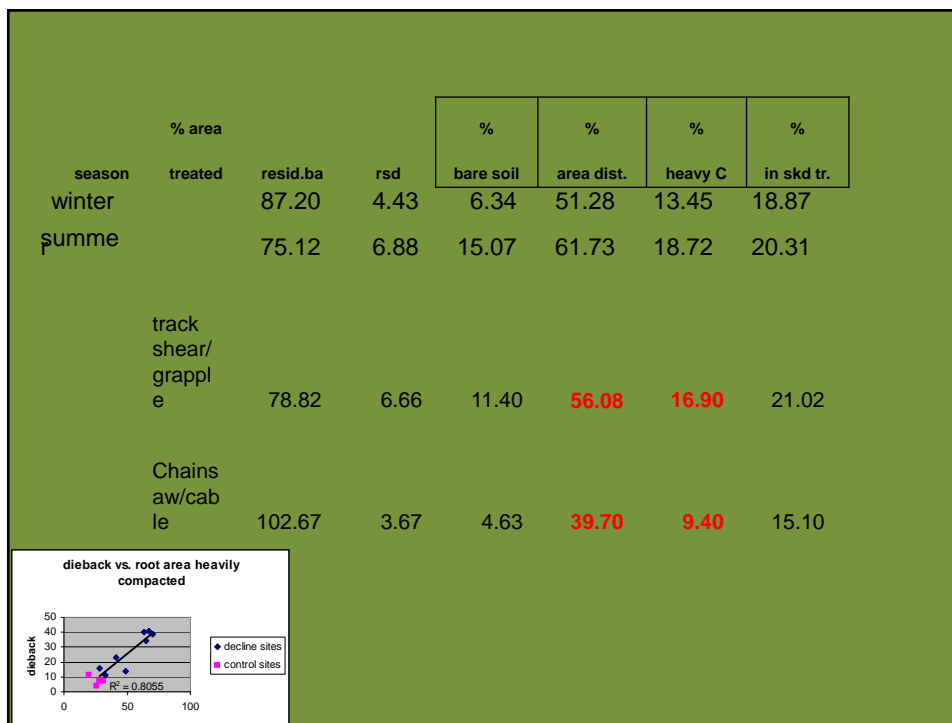 % area % % % %
season treated resid.ba rsd bare soil area dist. heavy C in skd tr.
winter 87.20 4.43 6.34 51.28 13.45 18.87
summe
r 75.12 6.88 15.07 61.73 18.72 20.31
track
shear/
grappl
e 78.82 6.66 11.40 56.08 16.90 21.02
Chains
aw/cab
le 102.67 3.67 4.63 39.70 9.40 15.10
dieback vs. root area heavily
compacted
50
40
30
20
10
0
dieback
R² = 0.8055
0 50 100
decline sites
control sites